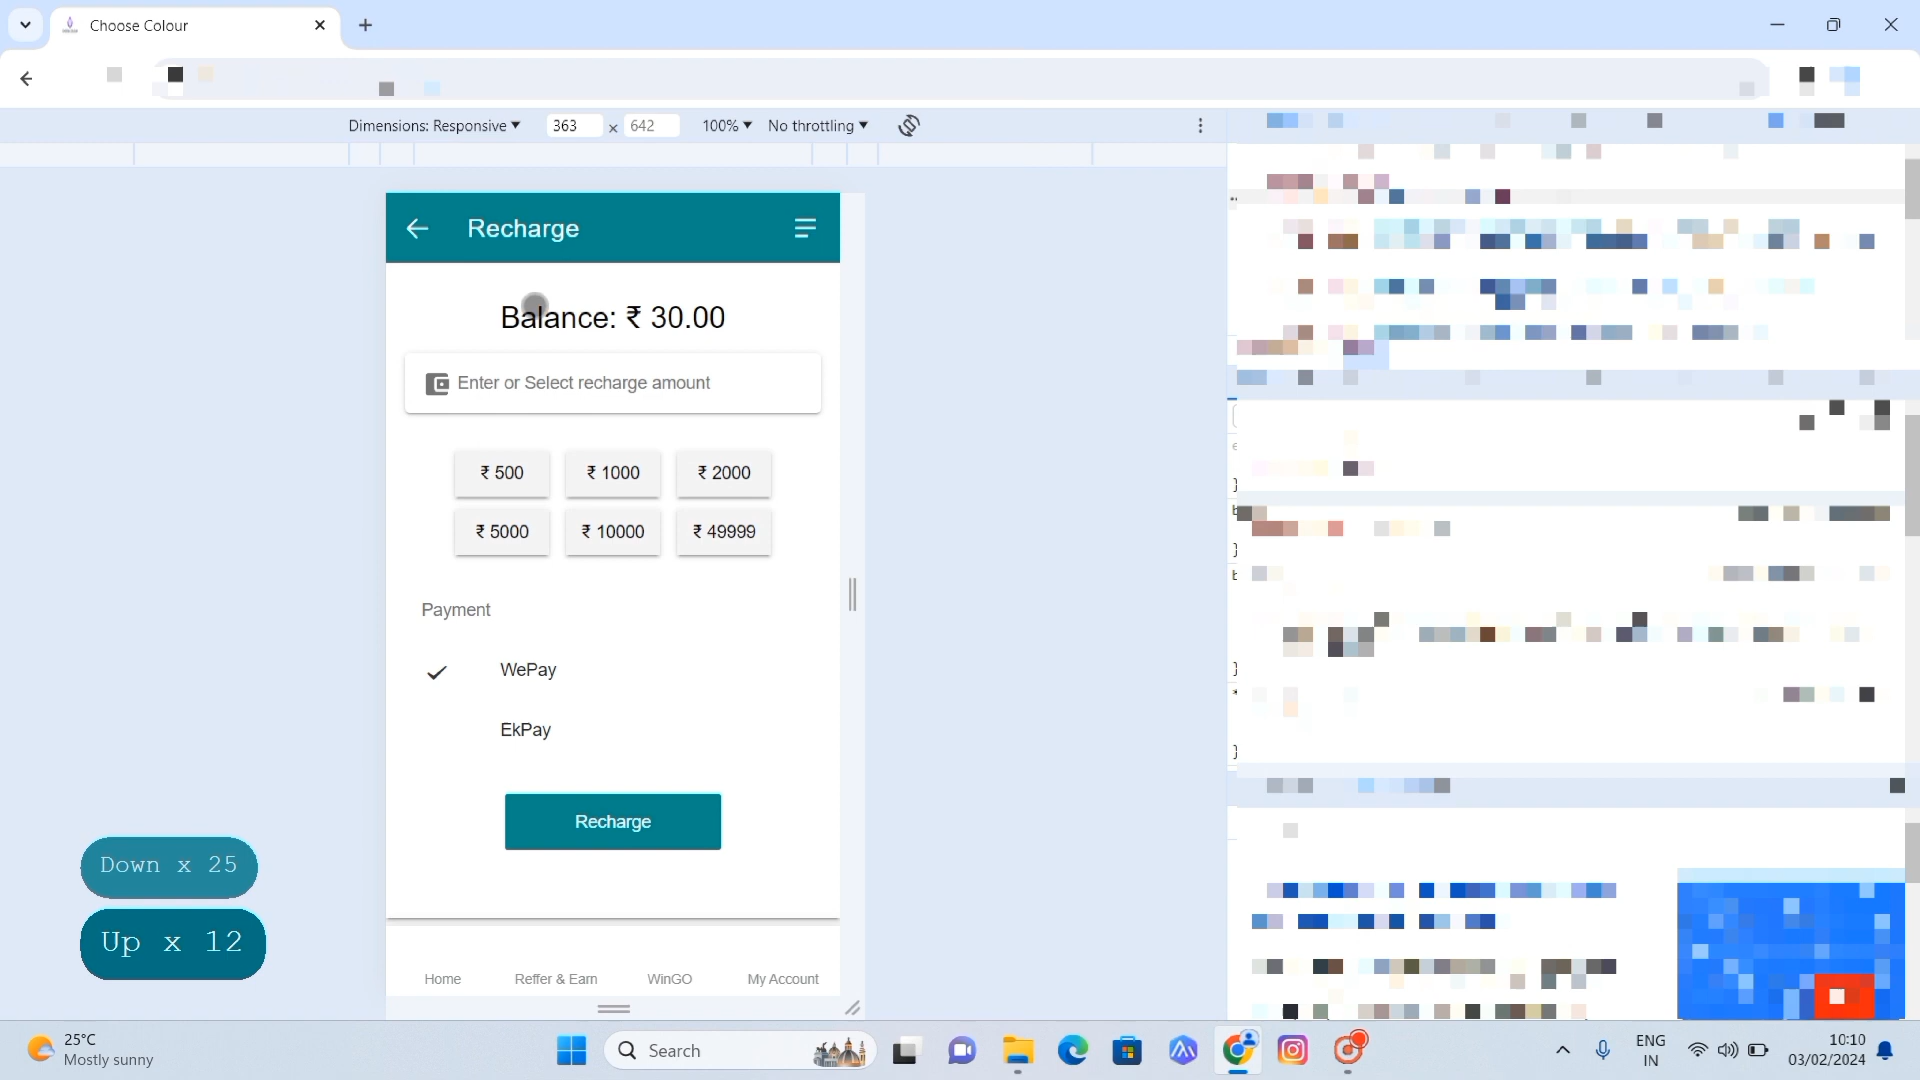 Choose Colour
Dimensions: Responsive 363 x 642 100% No throttling
Recharge
Balance: ₹ 30.00
Enter or Select recharge amount
₹ 500 ₹ 1000 ₹ 2000
₹ 5000 ₹ 10000 ₹ 49999
Payment
WePay
EkPay
Recharge
Down x 25
Up x 12
Home Reffer & Earn WinGO My Account
25°C
Mostly sunny
Search
ENG
IN
10:10
03/02/2024